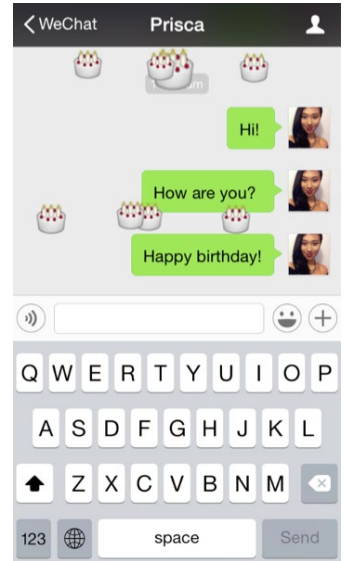 WeChat Prisca
Hi!
How are you?
Happy birthday!
Q W E R T Y U I O P
A S D F G H J K L
Z X C V B N M
123 space Send